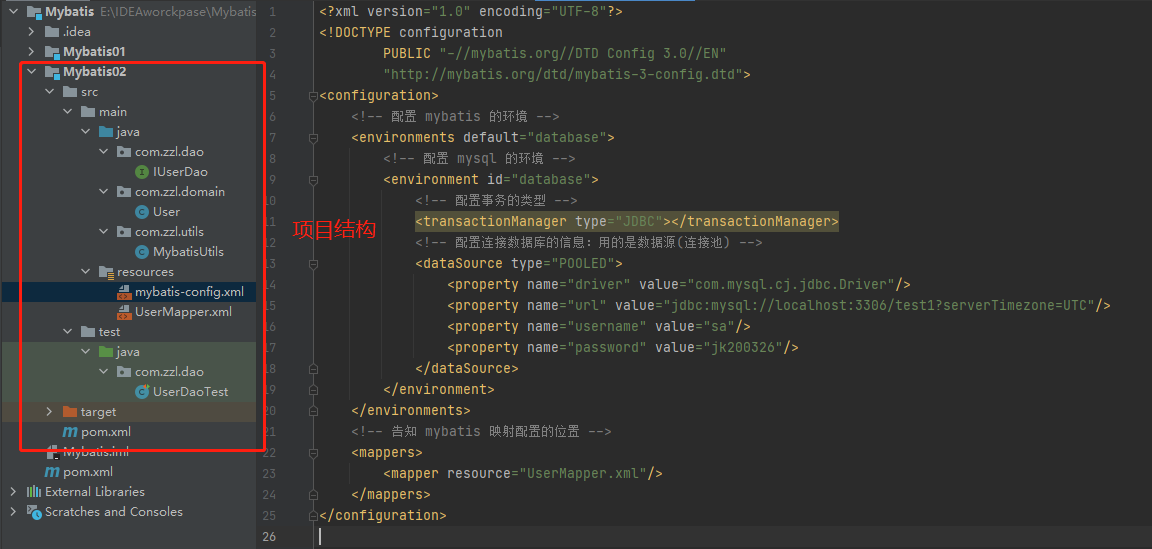 Mybatis E:\IDEAworckpase\Mybatis
.idea
Mybatis01
Mybatis02
src
main
java
com.zzl.dao
IUserDao
com.zzl.domain
User
com.zzl.utils
MybatisUtils
resources
mybatis-config.xml
UserMapper.xml
test
java
com.zzl.dao
UserDaoTest
target
pom.xml
Mybatis.iml
pom.xml
External Libraries
Scratches and Consoles
项目结构
1 <?xml version="1.0" encoding="UTF-8"?>
2 <!DOCTYPE configuration
3 PUBLIC "-//mybatis.org//DTD Config 3.0//EN"
4 "http://mybatis.org/dtd/mybatis-3-config.dtd">
5 <configuration>
6 <!-- 配置 mybatis 的环境 -->
7 <environments default="database">
8 <!-- 配置 mysql 的环境 -->
9 <environment id="database">
10 <!-- 配置事务的类型 -->
11 <transactionManager type="JDBC"></transactionManager>
12 <!-- 配置连接数据库的信息: 用的是数据源(连接池) -->
13 <dataSource type="POOLED">
14 <property name="driver" value="com.mysql.cj.jdbc.Driver"/>
15 <property name="url" value="jdbc:mysql://localhost:3306/test1?serverTimezone=UTC"/>
16 <property name="username" value="sa"/>
17 <property name="password" value="jk200326"/>
18 </dataSource>
19 </environment>
20 </environments>
21 <!-- 告知 mybatis 映射配置的位置 -->
22 <mappers>
23 <mapper resource="UserMapper.xml"/>
24 </mappers>
25 </configuration>
26